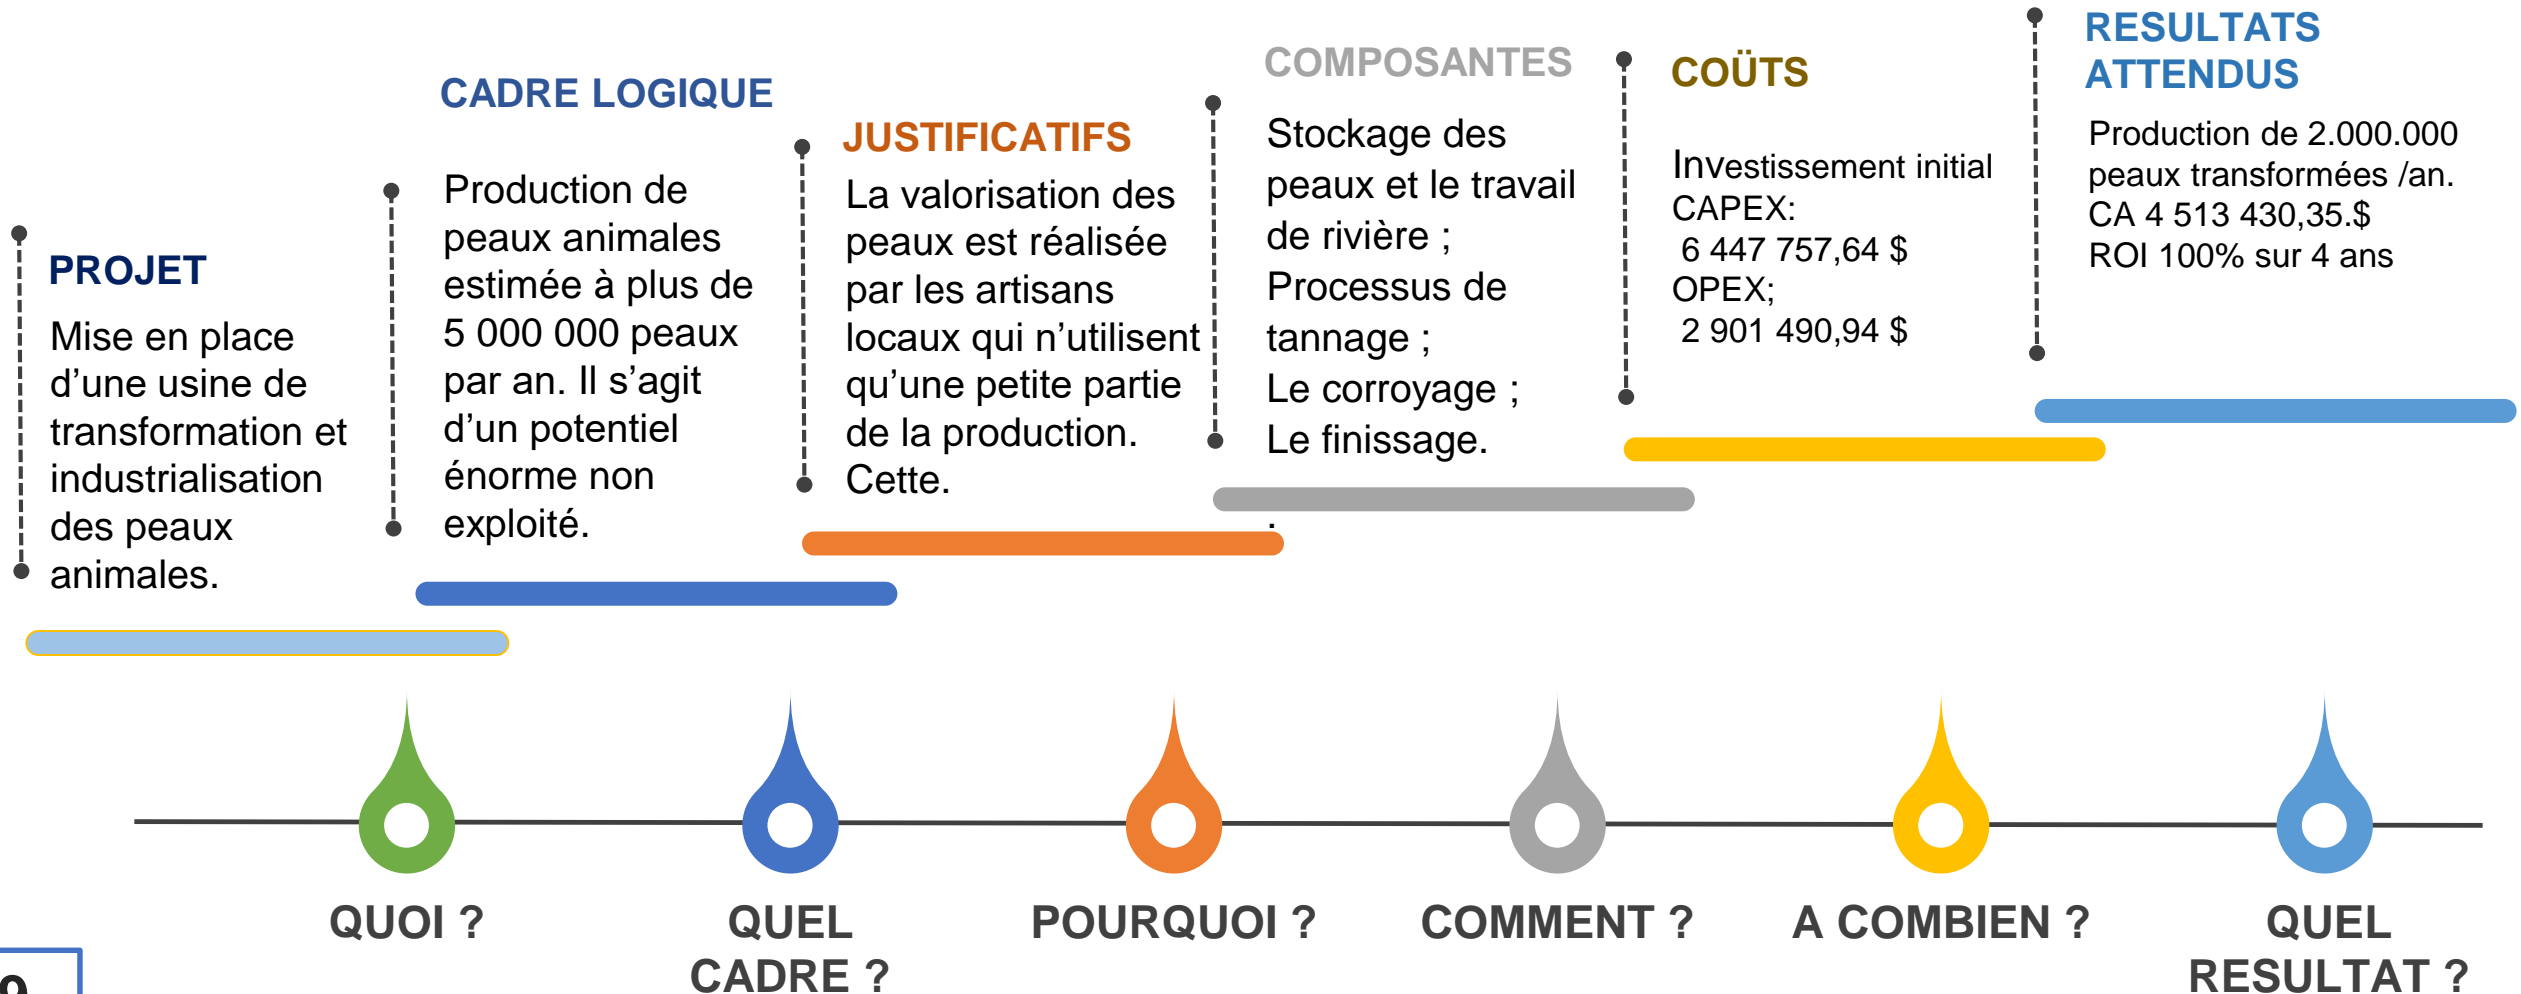 PROJET
Mise en place
d'une usine de
transformation et
industrialisation
des peaux
animales.
CADRE LOGIQUE
Production de
peaux animales
estimée à plus de
5 000 000 peaux
par an. Il s'agit
d'un potentiel
énorme non
exploité.
JUSTIFICATIFS
La valorisation des
peaux est réalisée
par les artisans
locaux qui n'utilisent
qu'une petite partie
de la production.
Cette.
COMPOSANTES
Stockage des
peaux et le travail
de rivière ;
Processus de
tannage ;
Le corroyage ;
Le finissage.
.
COÜTS
Investissement initial
CAPEX:
6 447 757,64 $
OPEX;
2 901 490,94 $
RESULTATS
ATTENDUS
Production de 2.000.000
peaux transformées /an.
CA 4 513 430,35.$
ROI 100% sur 4 ans
QUOI ?
QUEL
CADRE ?
POURQUOI ?
COMMENT ?
A COMBIEN ?
QUEL
RESULTAT ?